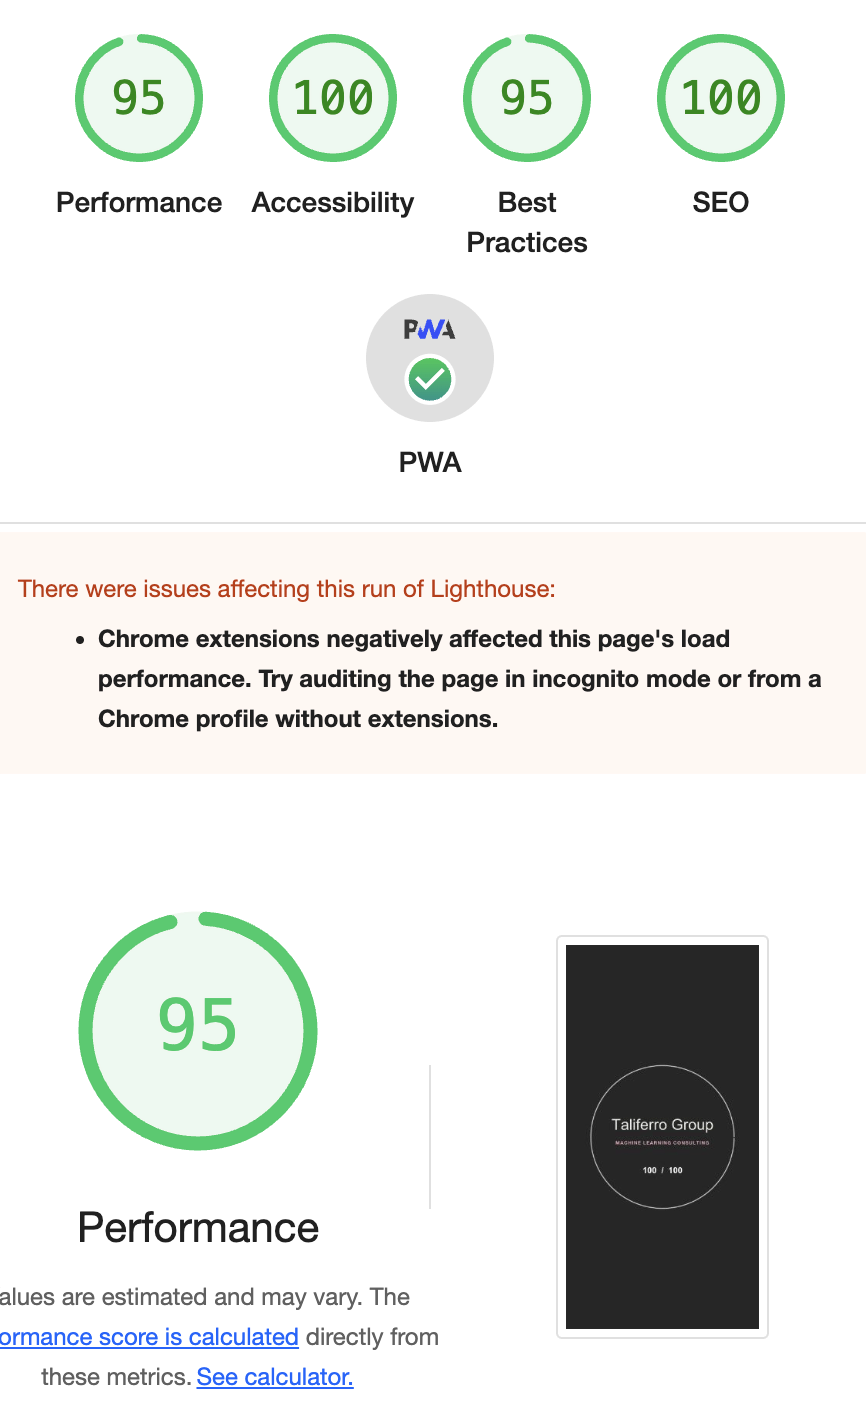 95 100 95 100
Performance Accessibility Best Practices SEO
PWA
PWA
There were issues affecting this run of Lighthouse:
• Chrome extensions negatively affected this page's load
performance. Try auditing the page in incognito mode or from a
Chrome profile without extensions.
95
Performance
alues are estimated and may vary. The
ormance score is calculated directly from
these metrics. See calculator.
Taliferro Group
MACHINE LEARNING CONSULTING
100 / 100